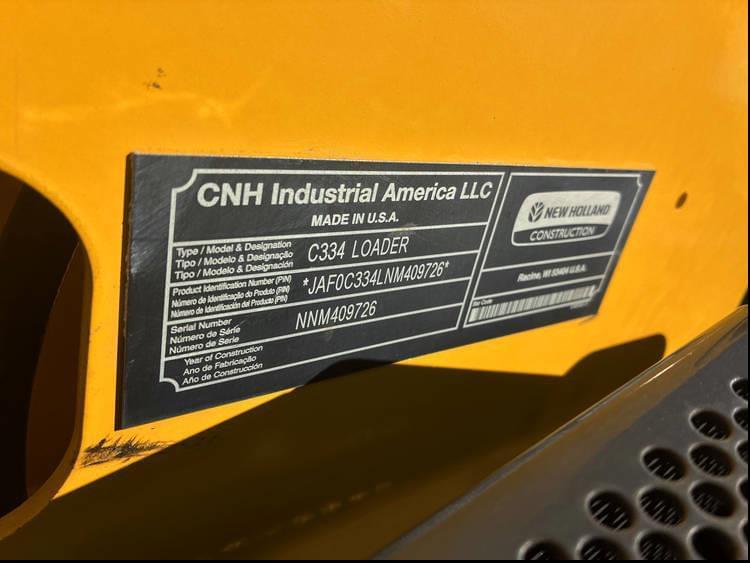 CNH Industrial America LLC
MADE IN U.S.A.
Type / Model & Designation
Tipo / Modelo & Designação
Tipo / Modelo & Designación
C334 LOADER
Product Identification Number (PIN)
Número de Identificação do Produto (PIN)
Número de Identificación del Producto (PIN)
*JAF0C334LNM409726*
Serial Number
Número de Série
Número de Serie
NNM409726
Year of Construction
Ano de Fabricação
Año de Construcción
NEW HOLLAND
CONSTRUCTION
Racine, WI 53404 U.S.A.
Bar Code